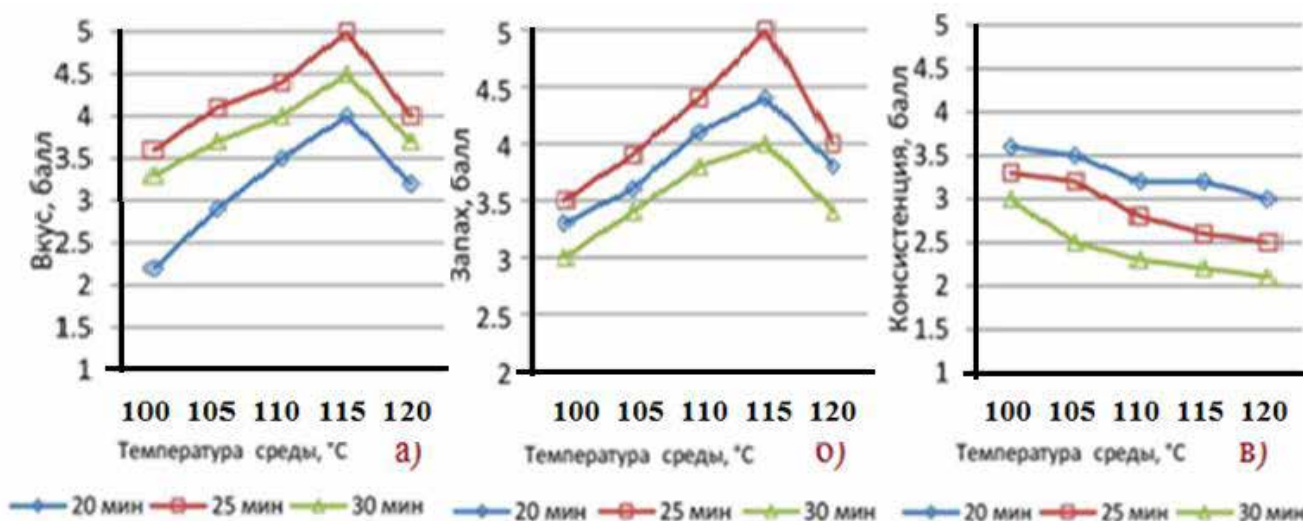 Вкус, балл
5
4.5
4
3.5
3
2.5
2
1.5
1
100 105 110 115 120
Температура среды, °С а)
20 мин 25 мин 30 мин
Запах, балл
5
4.5
4
3.5
3
2.5
2
100 105 110 115 120
Температура среды, °С о)
20 мин 25 мин 30 мин
Консистенция, балл
5
4.5
4
3.5
3
2.5
2
1.5
1
100 105 110 115 120
Температура среды, °С в)
20 мин 25 мин 30 мин